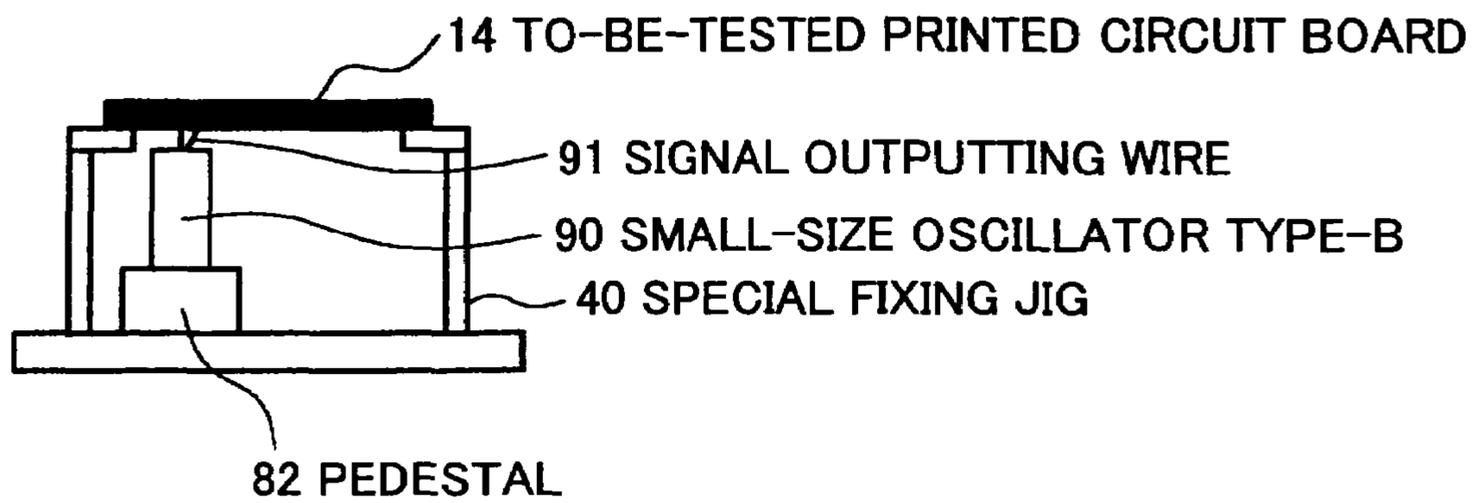 14 TO-BE-TESTED PRINTED CIRCUIT BOARD
91 SIGNAL OUTPUTTING WIRE
90 SMALL-SIZE OSCILLATOR TYPE-B
40 SPECIAL FIXING JIG
82 PEDESTAL